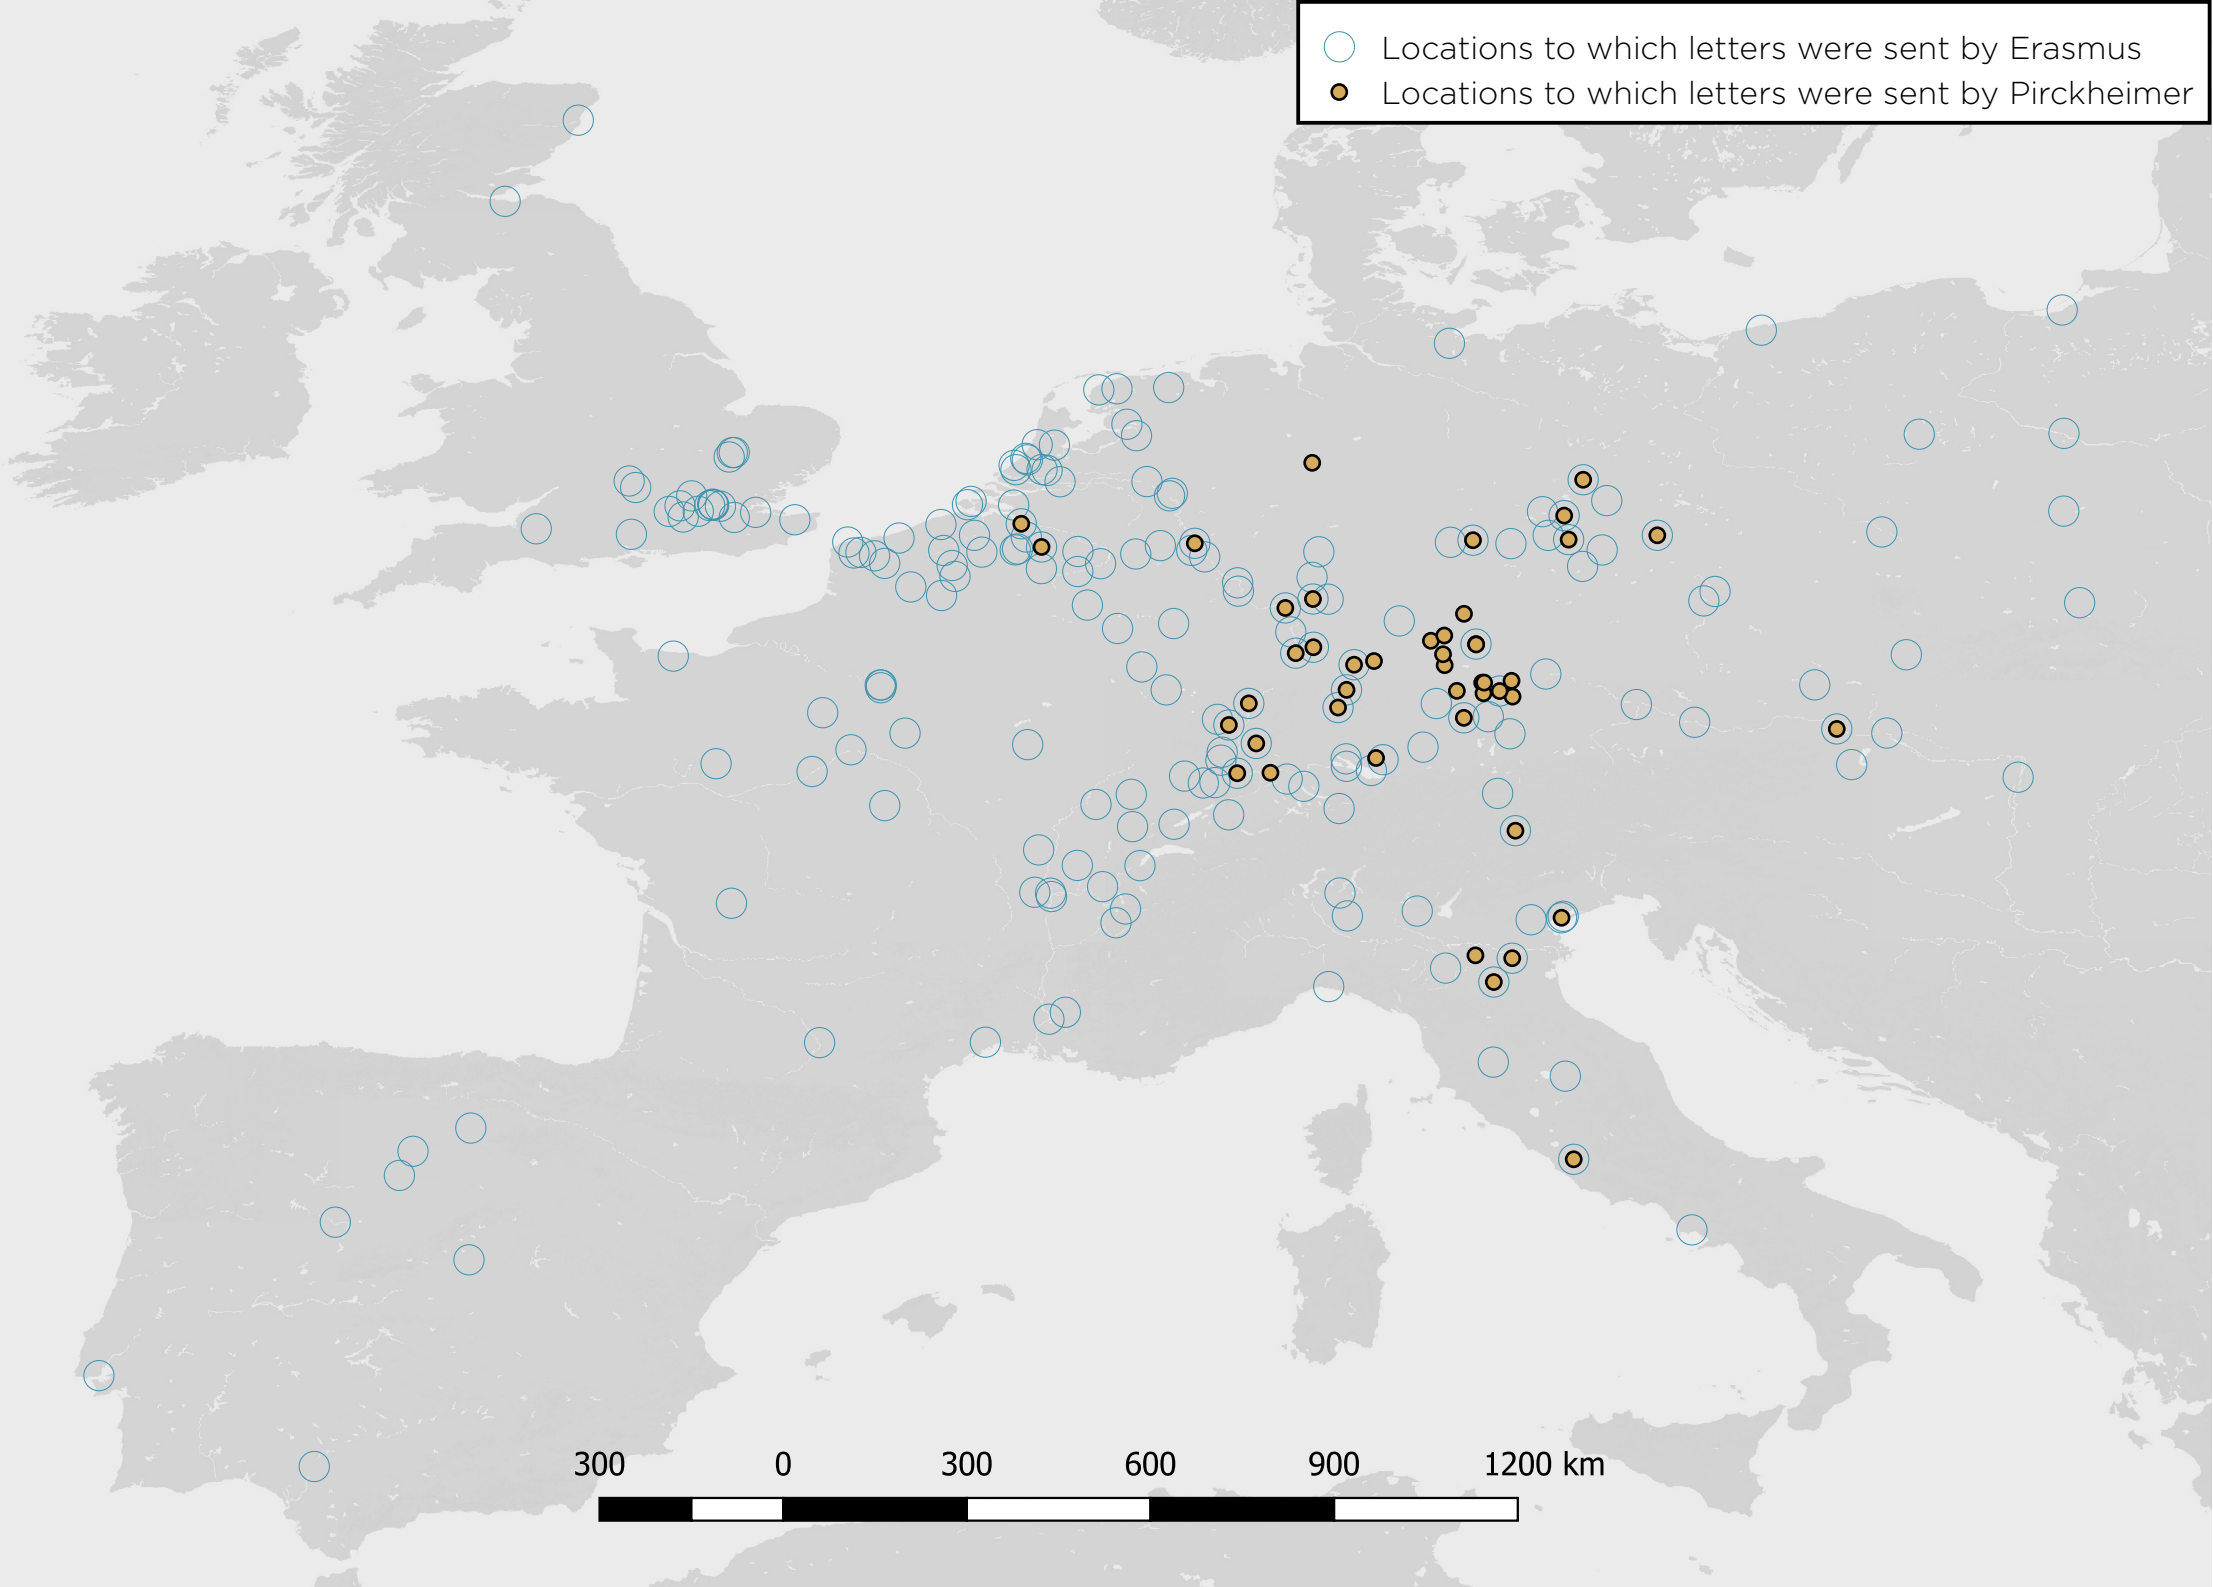 Locations to which letters were sent by Erasmus
Locations to which letters were sent by Pirckheimer
300 0 300 600 900 1200 km